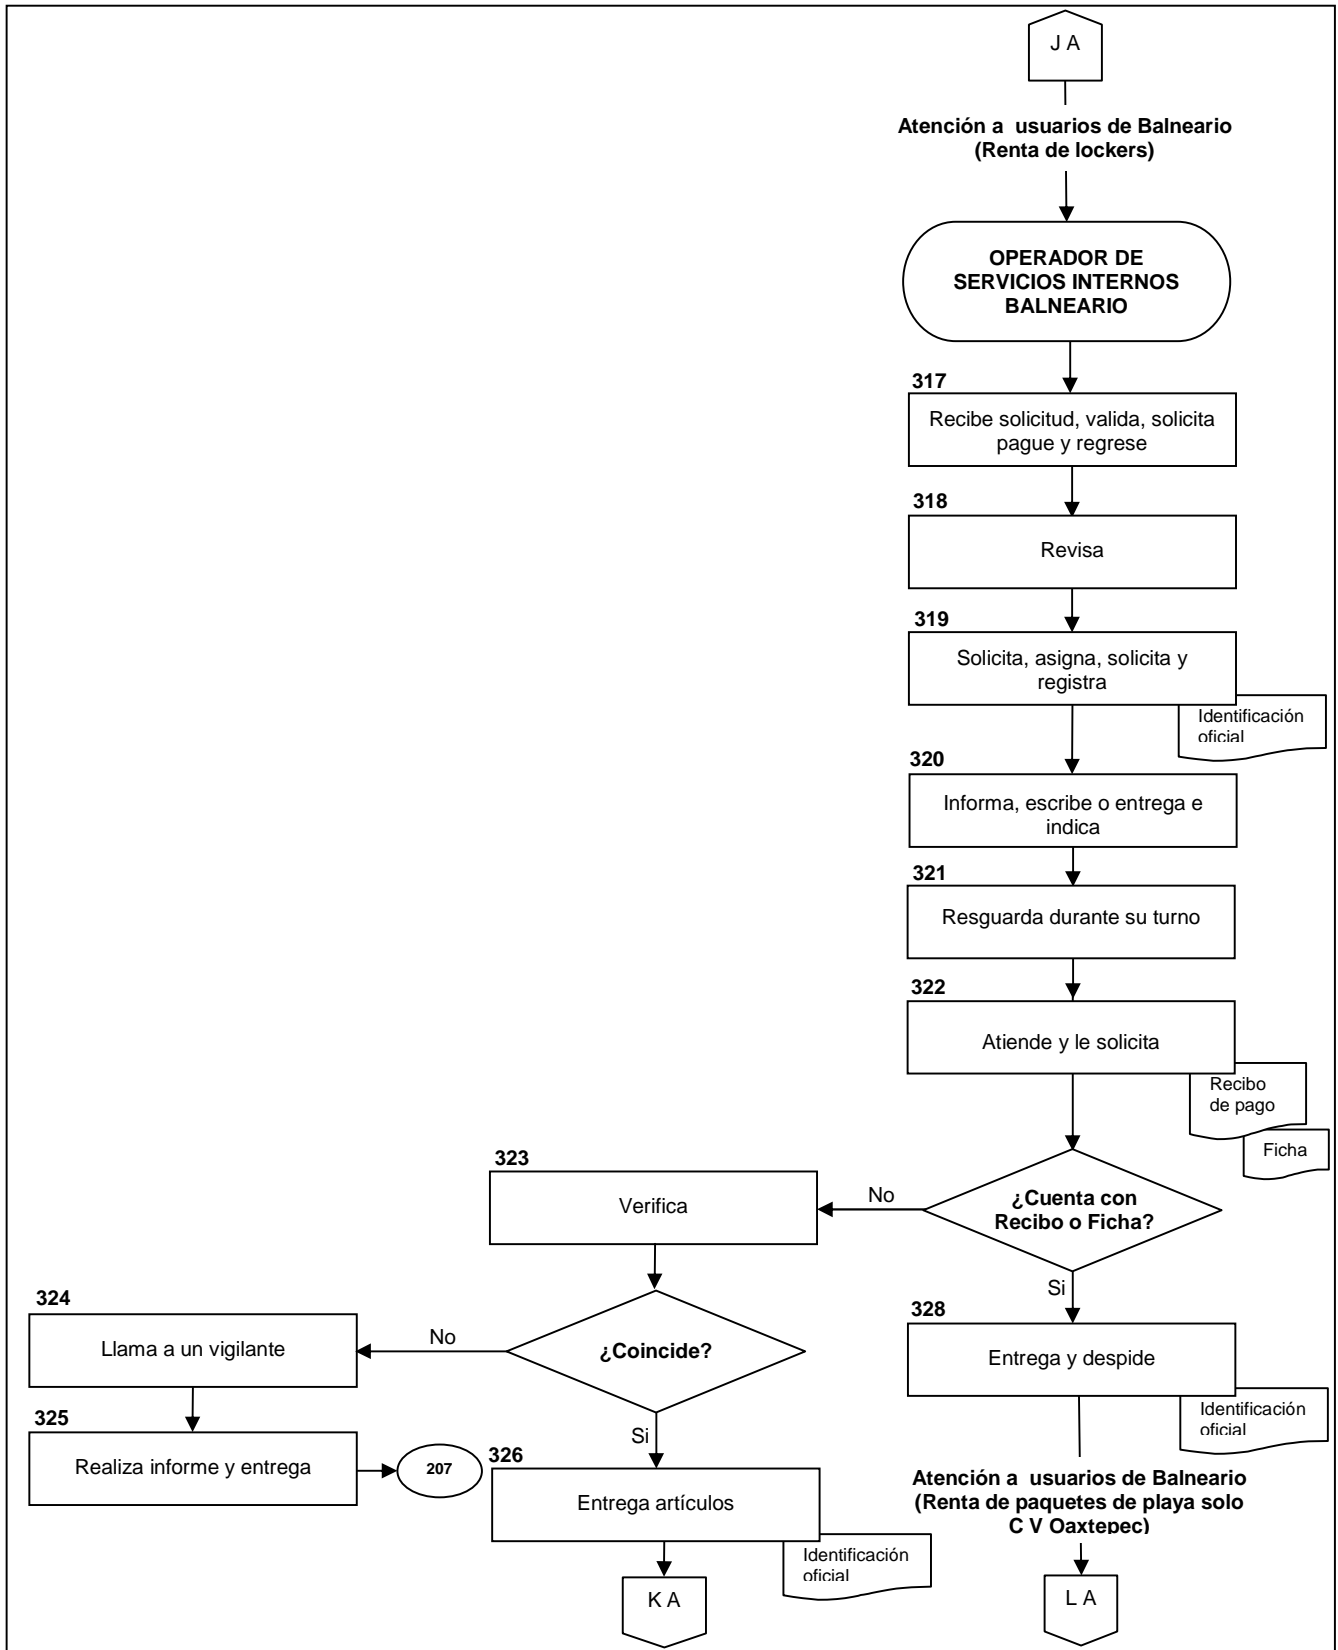 J A
Atención a usuarios de Balneario
(Renta de lockers)
OPERADOR DE
SERVICIOS INTERNOS
BALNEARIO
317
Recibe solicitud, valida, solicita
pague y regrese
318
Revisa
319
Solicita, asigna, solicita y
registra
Identificación
oficial
320
Informa, escribe o entrega e
indica
321
Resguarda durante su turno
322
Atiende y le solicita
Recibo
de pago
Ficha
¿Cuenta con
Recibo o Ficha?
No
323
Verifica
Si
328
Entrega y despide
Identificación
oficial
¿Coincide?
No
324
Llama a un vigilante
325
Realiza informe y entrega
207
Si
326
Entrega artículos
Identificación
oficial
K A
Atención a usuarios de Balneario
(Renta de paquetes de playa solo
C V Oaxtepec)
L A